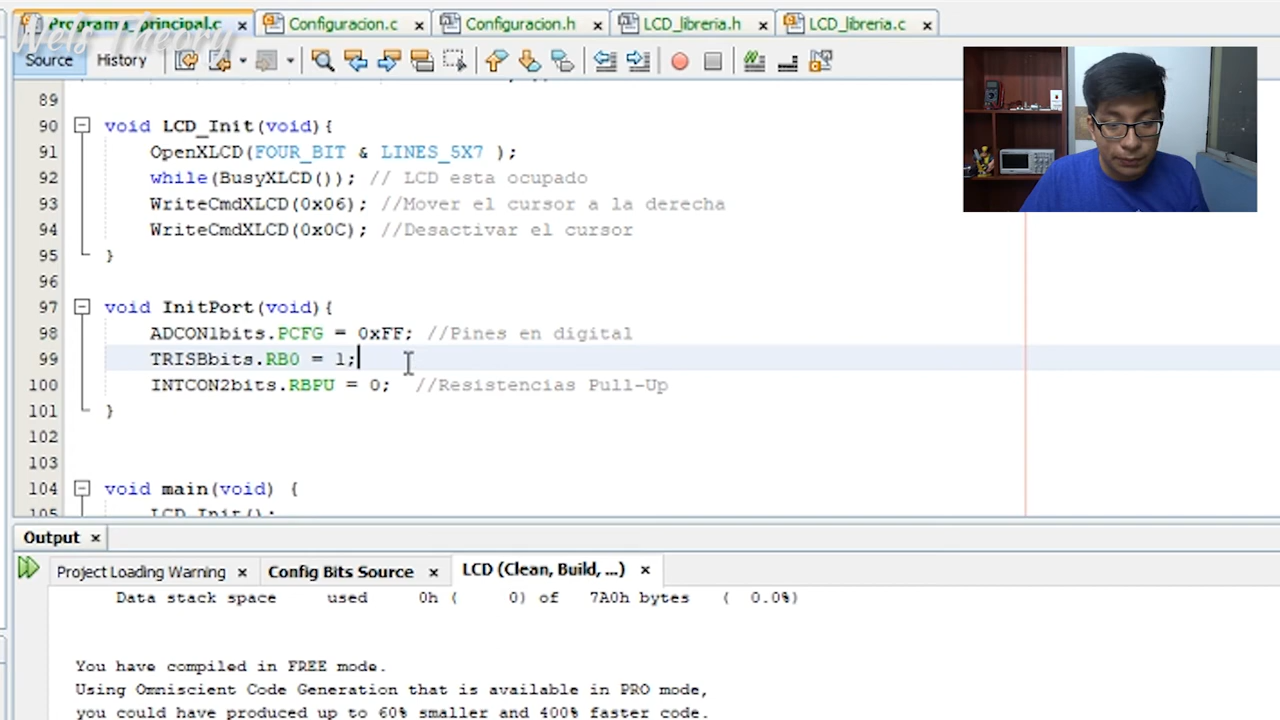 Programa_principal.c × Configuracion.c × Configuracion.h × LCD_libreria.h × LCD_libreria.c ×
Wels Theory
Source History
89
90 void LCD_Init(void){
91 OpenXLCD(FOUR_BIT & LINES_5X7 );
92 while(BusyXLCD()); // LCD esta ocupado
93 WriteCmdXLCD(0x06); //Mover el cursor a la derecha
94 WriteCmdXLCD(0x0C); //Desactivar el cursor
95 }
96
97 void InitPort(void){
98 ADCON1bits.PCFG = 0xFF; //Pines en digital
99 TRISBbits.RB0 = 1;
100 INTCON2bits.RBPU = 0; //Resistencias Pull-Up
101 }
102
103
104 void main(void) {
105 LCD_Init();
Output ×
Project Loading Warning × Config Bits Source × LCD (Clean, Build, ...) ×
Data stack space used 0h ( 0) of 7A0h bytes ( 0.0%)
You have compiled in FREE mode.
Using Omniscient Code Generation that is available in PRO mode,
you could have produced up to 60% smaller and 400% faster code.